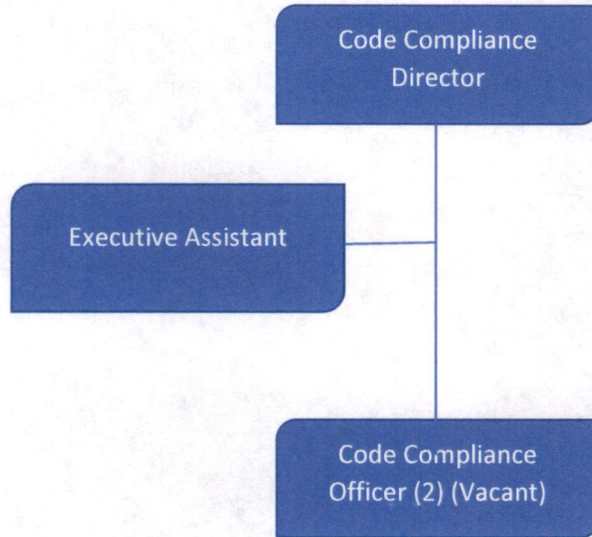 Code Compliance
Director
Executive Assistant
Code Compliance
Officer (2) (Vacant)